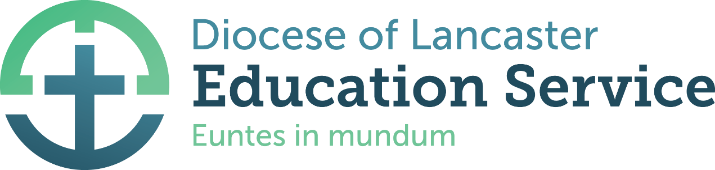 Diocese of Lancaster
Education Service
Euntes in mundum